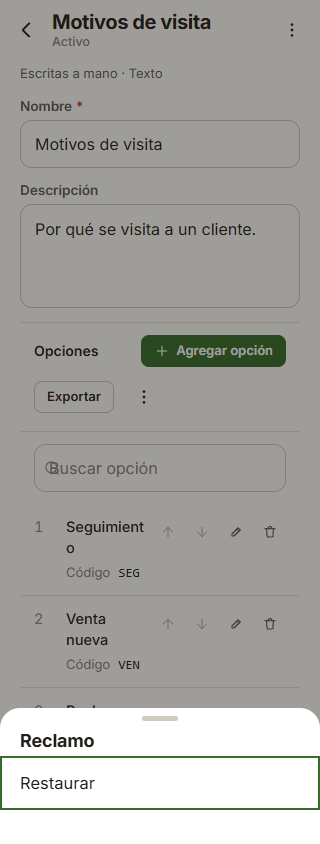 Motivos de visita
Activo
Escritas a mano · Texto
Nombre *
Motivos de visita
Descripción
Por qué se visita a un cliente.
Opciones
Agregar opción
Exportar
Buscar opción
1 Seguimient
o
Código SEG
2 Venta
nueva
Código VEN
Reclamo
Restaurar